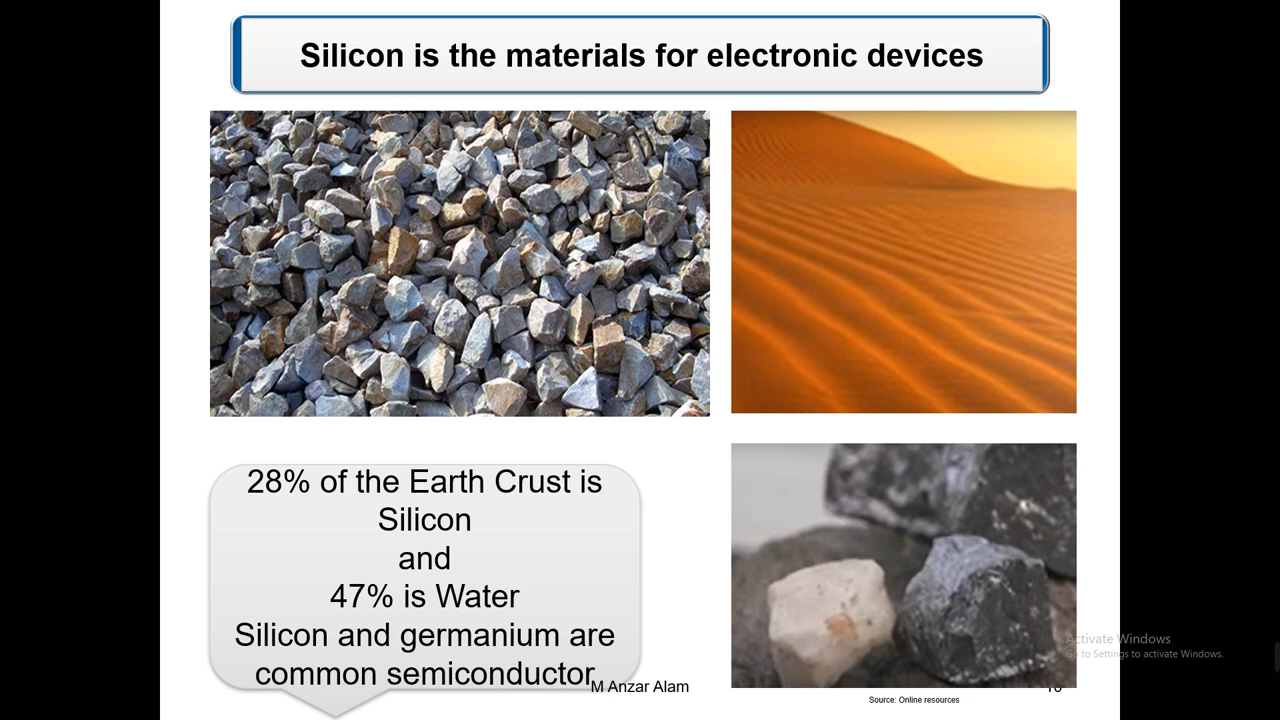 Silicon is the materials for electronic devices
28% of the Earth Crust is
Silicon
and
47% is Water
Silicon and germanium are
common semiconductor
M Anzar Alam
Source: Online resources
Activate Windows
Go to Settings to activate Windows.